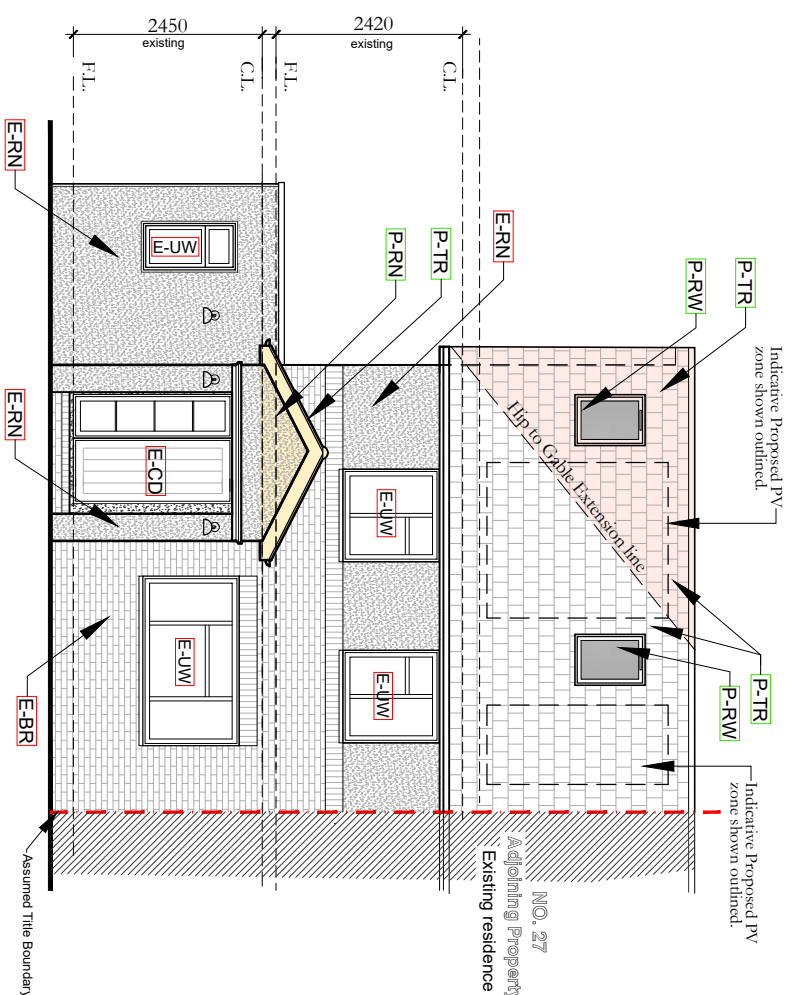 Indicative Proposed PV
zone shown outlined.
P-TR
P-RW
Hip to Gable Extension line
P-TR
P-RW
Indicative Proposed PV
zone shown outlined.
NO. 27
Adjoining Property
Existing residence
C.L.
2420
existing
F.L.
C.L.
2450
existing
F.L.
E-RN
P-TR
P-RN
E-UW
E-UW
E-UW
E-CD
E-UW
E-RN
E-RN
E-BR
Assumed Title Boundary